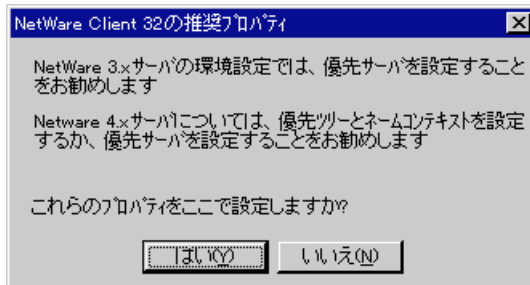 NetWare Client 32の推奨ﾌﾟﾛﾊﾟﾃｨ
NetWare 3.xｻｰﾊﾞの環境設定では、優先ｻｰﾊﾞを設定すること
をお勧めします
Netware 4.xｻｰﾊﾞについては、優先ﾂﾘｰとﾈｰﾑｺﾝﾃｷｽﾄを設定
するか、優先ｻｰﾊﾞを設定することをお勧めします
これらのﾌﾟﾛﾊﾟﾃｨをここで設定しますか?
はい(Y)
いいえ(N)